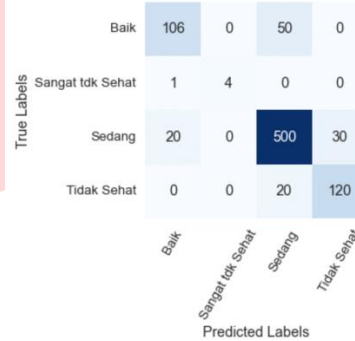 Baik 106 0 50 0
Sangat tdk Sehat 1 4 0 0
Sedang 20 0 500 30
Tidak Sehat 0 0 20 120
True Labels
Baik
Sangat tdk Sehat
Sedang
Tidak Sehat
Predicted Labels